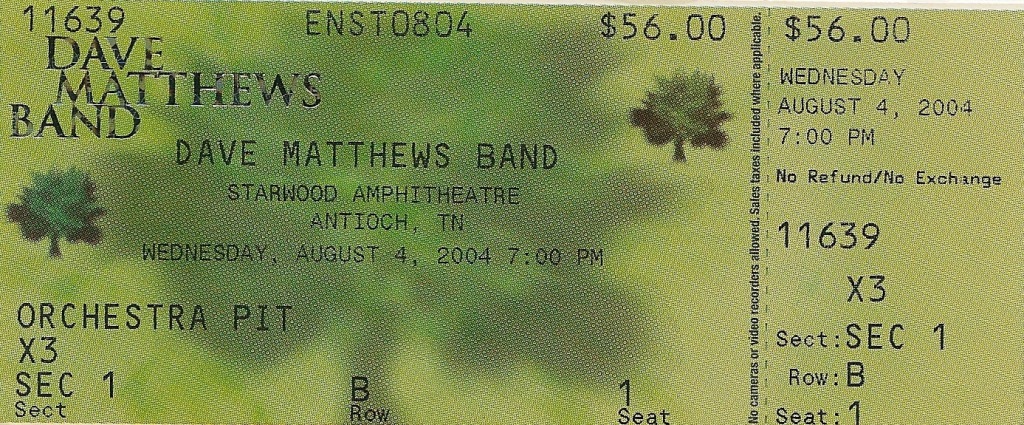 11639
ENST0804
$56.00
DAVE
MATTHEWS
BAND
DAVE MATTHEWS BAND
STARWOOD AMPHITHEATRE
ANTIOCH, TN
WEDNESDAY, AUGUST 4, 2004 7:00 PM
ORCHESTRA PIT
X3
SEC 1
Sect
B
Row
1
Seat
No cameras or video recorders allowed. Sales taxes included where applicable.
$56.00
WEDNESDAY
AUGUST 4, 2004
7:00 PM
No Refund/No Exchange
11639
X3
Sect: SEC 1
Row: B
Seat: 1